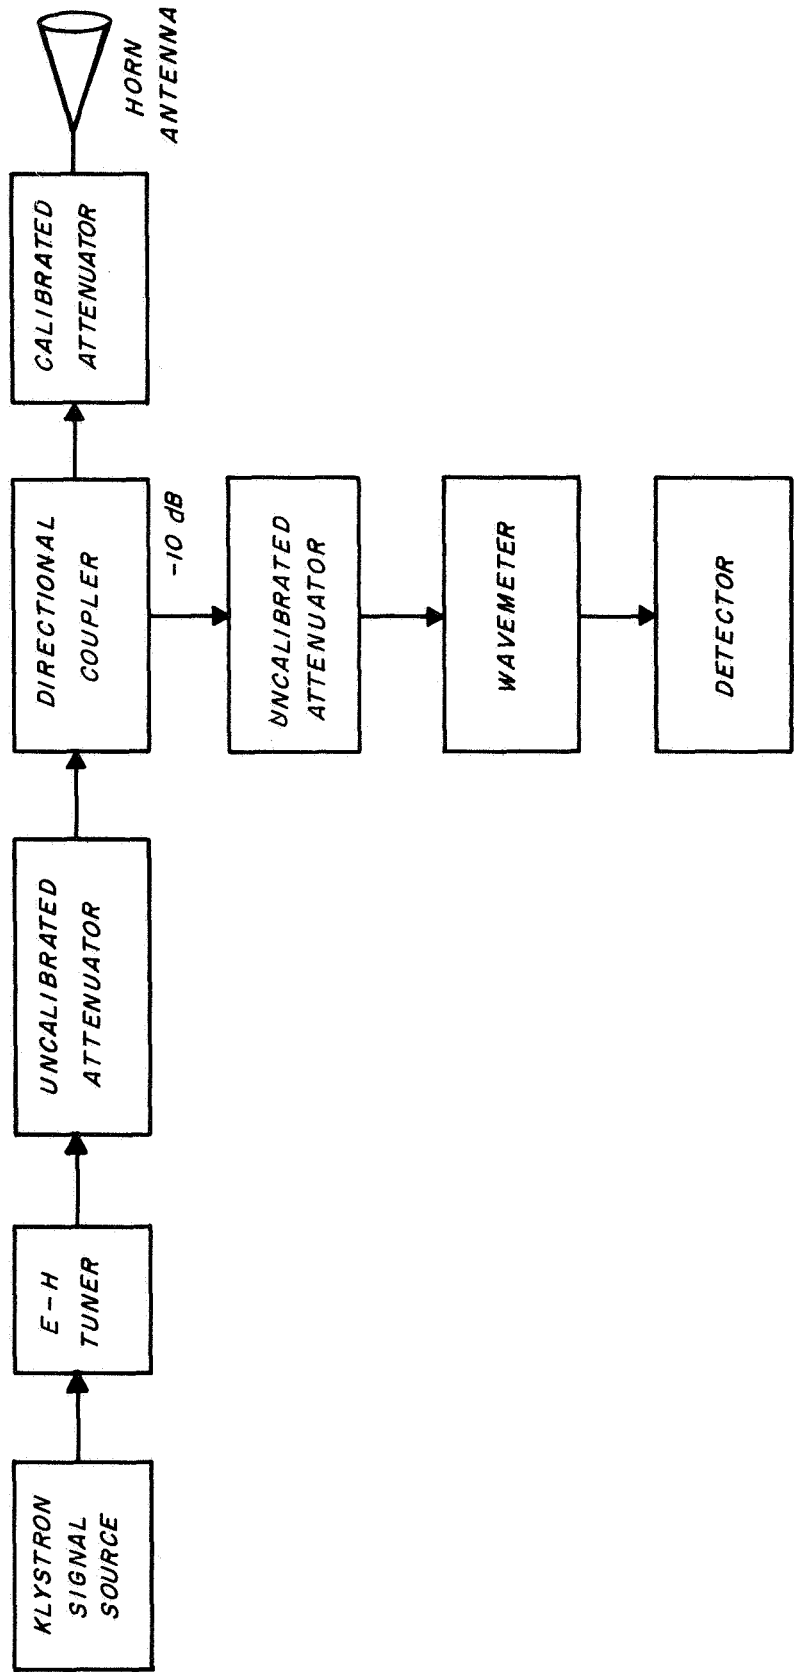 KLYSTRON
SIGNAL
SOURCE
E-H
TUNER
UNCALIBRATED
ATTENUATOR
DIRECTIONAL
COUPLER
CALIBRATED
ATTENUATOR
HORN
ANTENNA
-10 dB
UNCALIBRATED
ATTENUATOR
WAVEMETER
DETECTOR